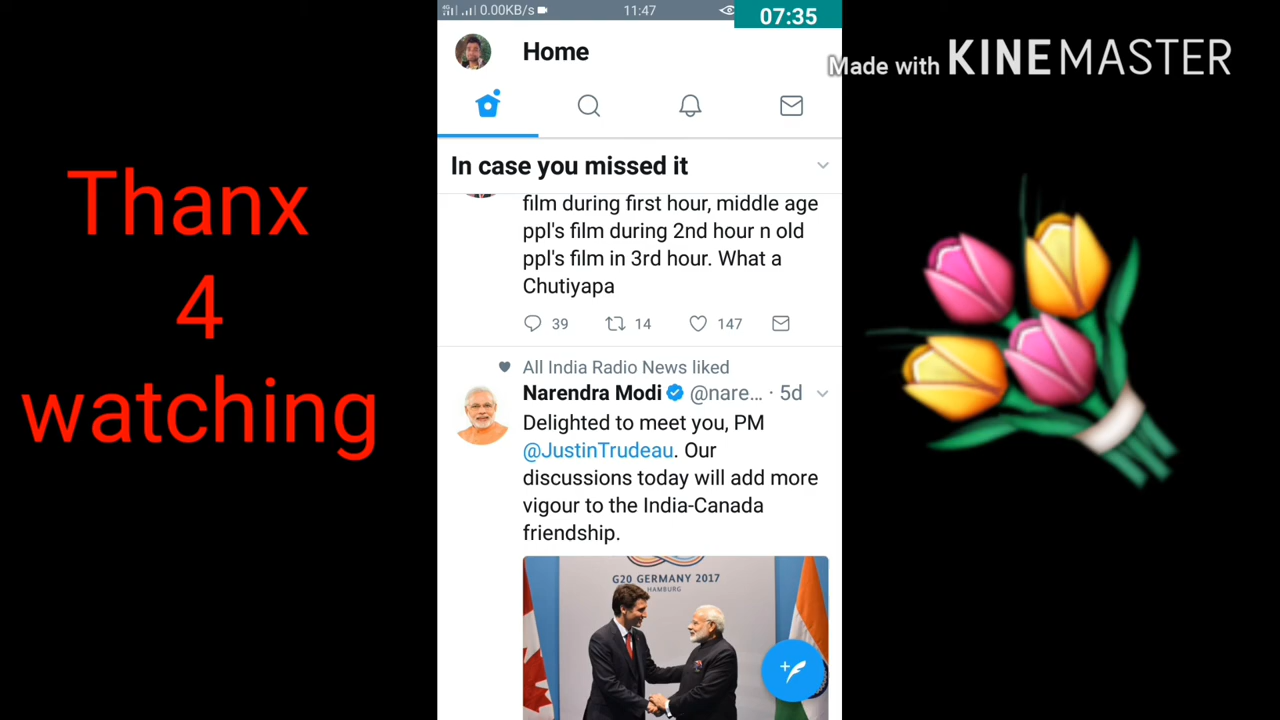 Thanx
4
watching
0.00KB/s
11:47
07:35
Made with KINEMASTER
Home
In case you missed it
film during first hour, middle age
ppl's film during 2nd hour n old
ppl's film in 3rd hour. What a
Chutiyapa
39 14 147
All India Radio News liked
Narendra Modi @nare... · 5d
Delighted to meet you, PM
@JustinTrudeau. Our
discussions today will add more
vigour to the India-Canada
friendship.
G20 GERMANY 2017
HAMBURG